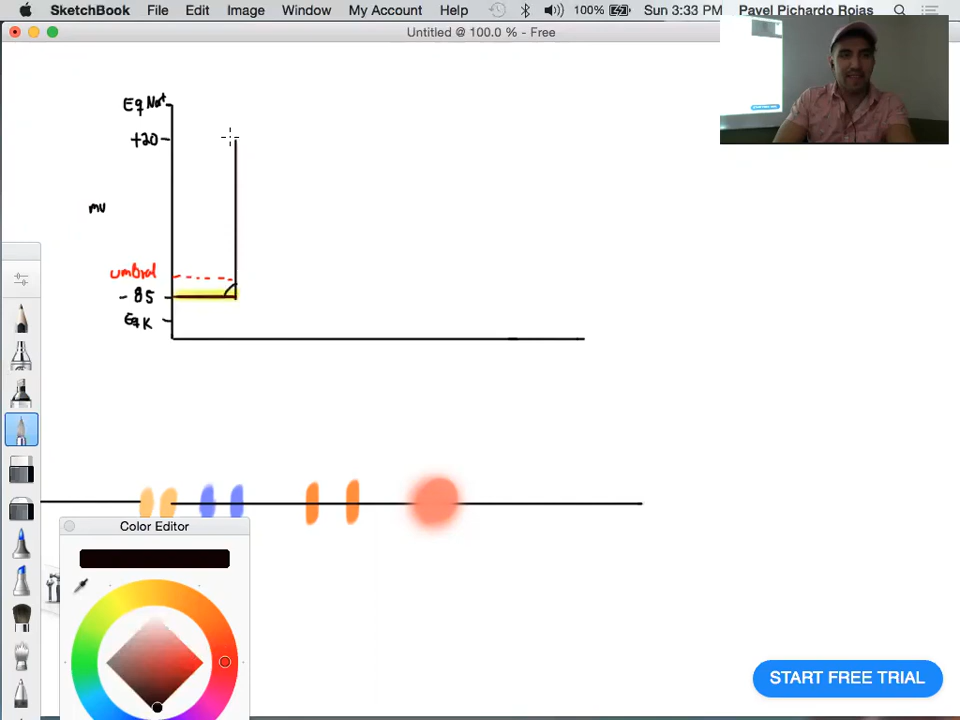 SketchBook File Edit Image Window My Account Help 100% Sun 3:33 PM Pavel Pichardo Rojas
Untitled @ 100.0 % - Free
Eq Na+
+20
mv
umbral
- 85
Eq K
Color Editor
START FREE TRIAL